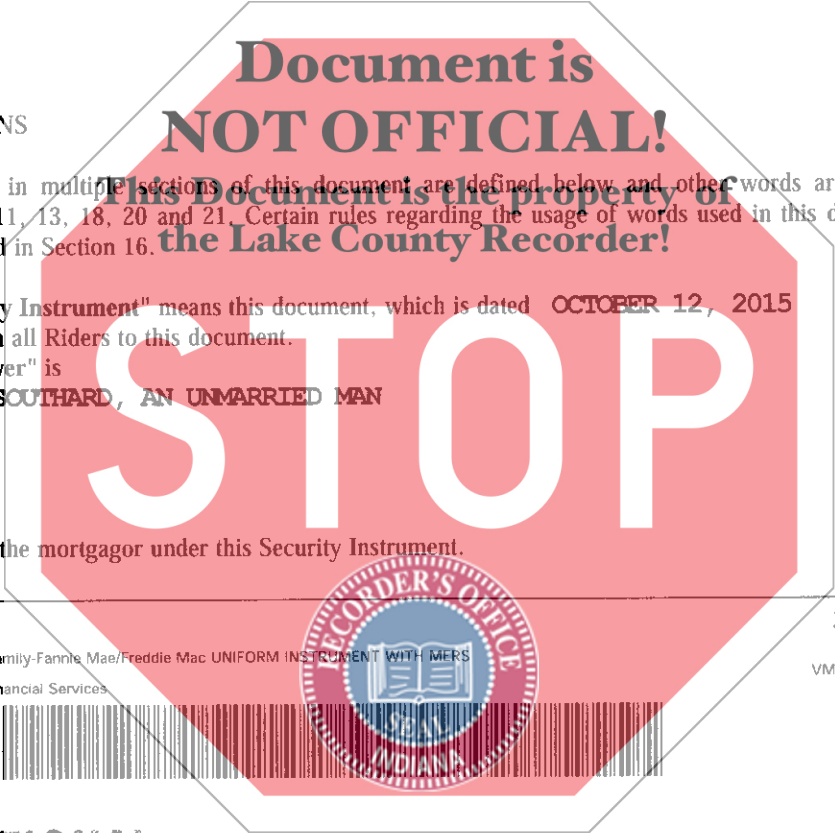 Document is
NS
NOT OFFICIAL!
in multiple sections of this document are defined below and other words ar
This Document is the property of
11, 13, 18, 20 and 21. Certain rules regarding the usage of words used in this d
d in Section 16.
the Lake County Recorder!
y Instrument" means this document, which is dated OCTOBER 12, 2015
all Riders to this document.
er" is
SOUTHARD, AN UNMARRIED MAN
STOP
the mortgagor under this Security Instrument.
RECORDER'S OFFICE
SEAL
INDIANA
amily-Fannie Mae/Freddie Mac UNIFORM INSTRUMENT WITH MERS
VM
nancial Services